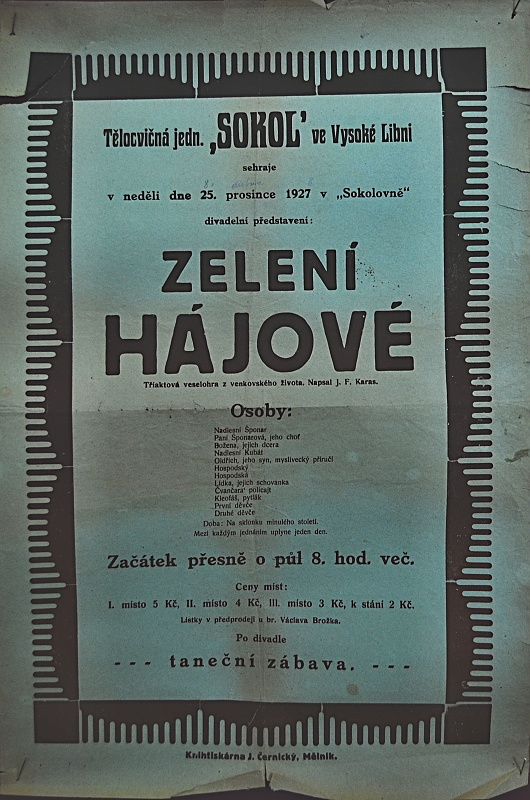 Tělocvičná jedn. „SOKOL’ ve Vysoké Libni
sehraje
v neděli dne 25. prosince 1927 v „Sokolovně“
divadelní představení:
ZELENÍ
HÁJOVÉ
Tříaktová veselohra z venkovského života. Napsal J. F. Karas.
Osoby:
Nadlesní Šponar
Paní Šponarová, jeho choť
Božena, jejich dcera
Nadlesní Kubát
Oldřich, jeho syn, myslivecký příručí
Hospodský
Hospodská
Lidka, jejich schovanka
Čvančara, policajt
Kleofáš, pytlák
První děvče
Druhé děvče
Doba: Na sklonku minulého století.
Mezi každým jednáním uplyne jeden den.
Začátek přesně o půl 8. hod. več.
Ceny míst:
I. místo 5 Kč, II. místo 4 Kč, III. místo 3 Kč, k stání 2 Kč.
Lístky v předprodeji u br. Václava Brožka.
Po divadle
- - - taneční zábava. - - -
Knihtiskárna J. Černický, Mělník.